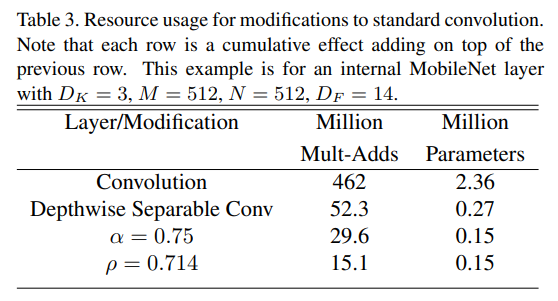 Table 3. Resource usage for modifications to standard convolution.
Note that each row is a cumulative effect adding on top of the
previous row. This example is for an internal MobileNet layer
with D_K = 3, M = 512, N = 512, D_F = 14.
Layer/Modification Million Million
Mult-Adds Parameters
Convolution 462 2.36
Depthwise Separable Conv 52.3 0.27
α = 0.75 29.6 0.15
ρ = 0.714 15.1 0.15